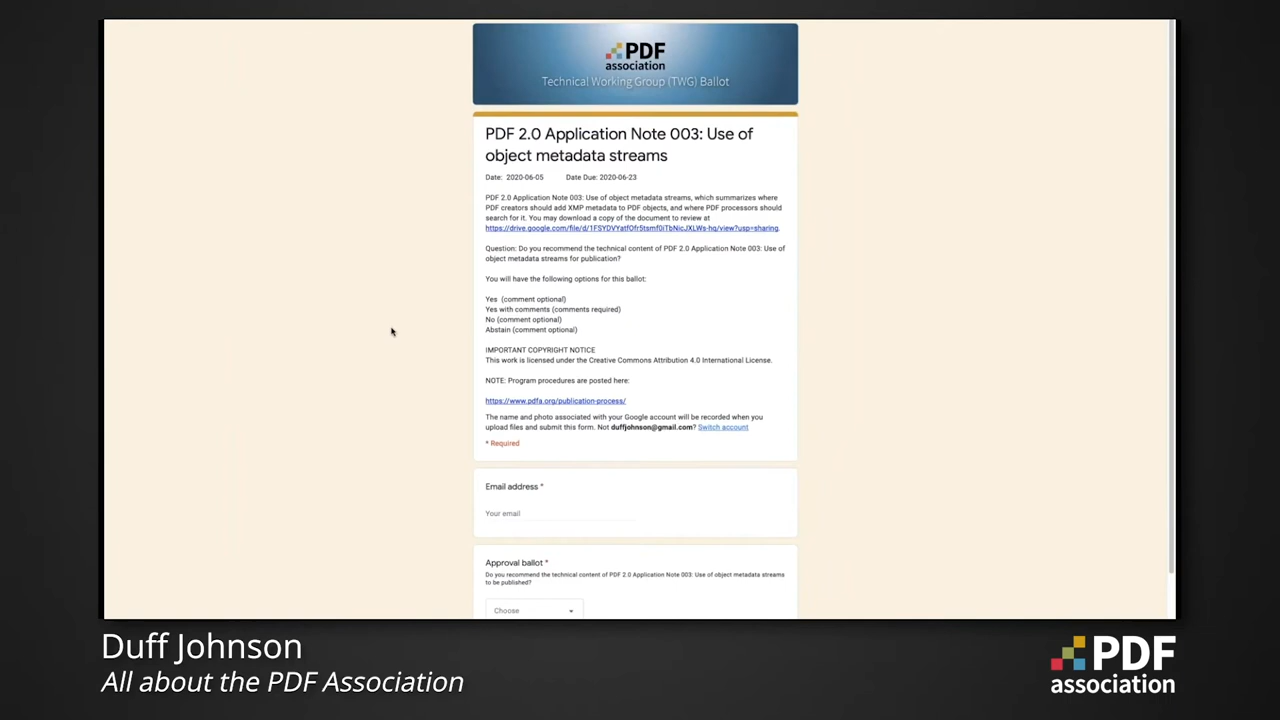 PDF
association
Technical Working Group (TWG) Ballot
PDF 2.0 Application Note 003: Use of
object metadata streams
Date: 2020-06-05 Date Due: 2020-06-23
PDF 2.0 Application Note 003: Use of object metadata streams, which summarizes where
PDF creators should add XMP metadata to PDF objects, and where PDF processors should
search for it. You may download a copy of the document to review at
Question: Do you recommend the technical content of PDF 2.0 Application Note 003: Use of
object metadata streams for publication?
You will have the following options for this ballot:
Yes (comment optional)
Yes with comments (comments required)
No (comment optional)
Abstain (comment optional)
IMPORTANT COPYRIGHT NOTICE
This work is licensed under the Creative Commons Attribution 4.0 International License.
NOTE: Program procedures are posted here:
https://www.pdfa.org/publication-process/
The name and photo associated with your Google account will be recorded when you
upload files and submit this form. Not duffjohnson@gmail.com? Switch account
* Required
Email address *
Your email
Approval ballot *
Do you recommend the technical content of PDF 2.0 Application Note 003: Use of object metadata streams
to be published?
Choose
Duff Johnson
All about the PDF Association
PDF
association